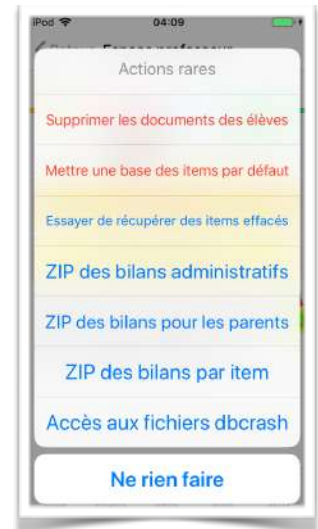 iPod 04:09
Actions rares
Supprimer les documents des élèves
Mettre une base des items par défaut
Essayer de récupérer des items effacés
ZIP des bilans administratifs
ZIP des bilans pour les parents
ZIP des bilans par item
Accès aux fichiers dbcrash
Ne rien faire